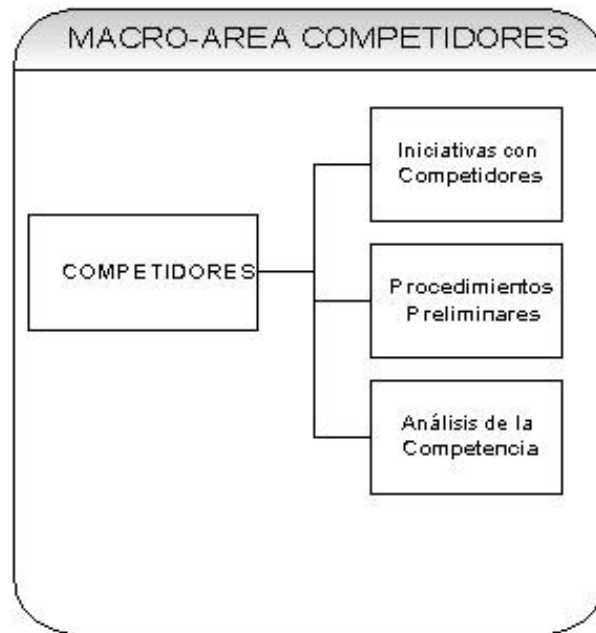 MACRO-AREA COMPETIDORES
Iniciativas con
Competidores
COMPETIDORES
Procedimientos
Preliminares
Análisis de la
Competencia